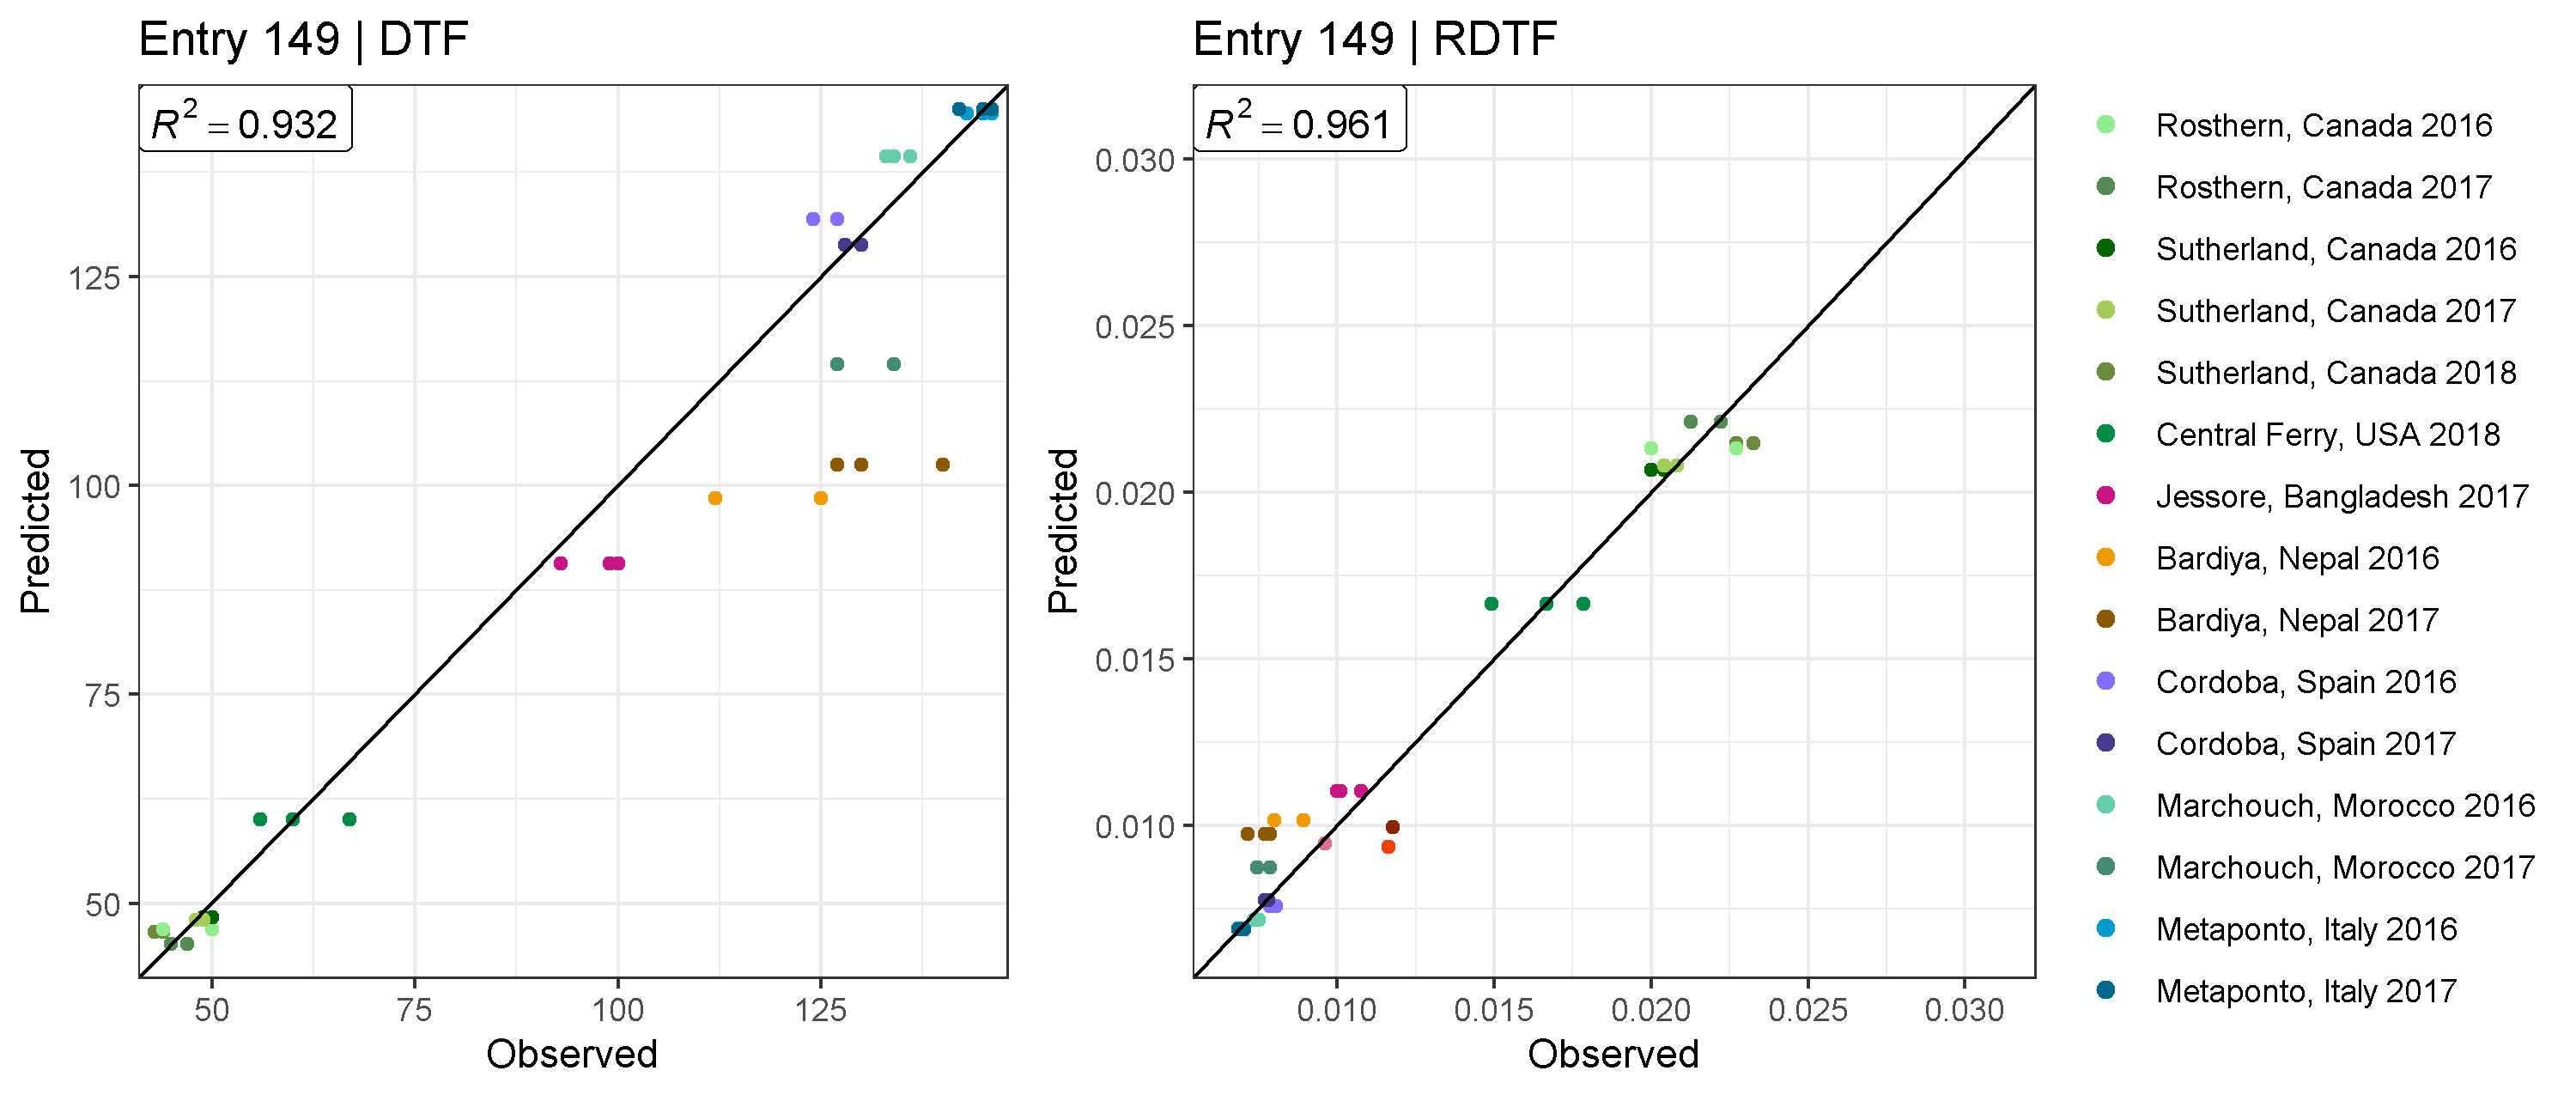 Entry 149 | DTF
R² = 0.932
125
100
75
50
Predicted
50 75 100 125
Observed
Entry 149 | RDTF
R² = 0.961
0.030
0.025
0.020
0.015
0.010
Predicted
0.010 0.015 0.020 0.025 0.030
Observed
Rosthern, Canada 2016
Rosthern, Canada 2017
Sutherland, Canada 2016
Sutherland, Canada 2017
Sutherland, Canada 2018
Central Ferry, USA 2018
Jessore, Bangladesh 2017
Bardiya, Nepal 2016
Bardiya, Nepal 2017
Cordoba, Spain 2016
Cordoba, Spain 2017
Marchouch, Morocco 2016
Marchouch, Morocco 2017
Metaponto, Italy 2016
Metaponto, Italy 2017